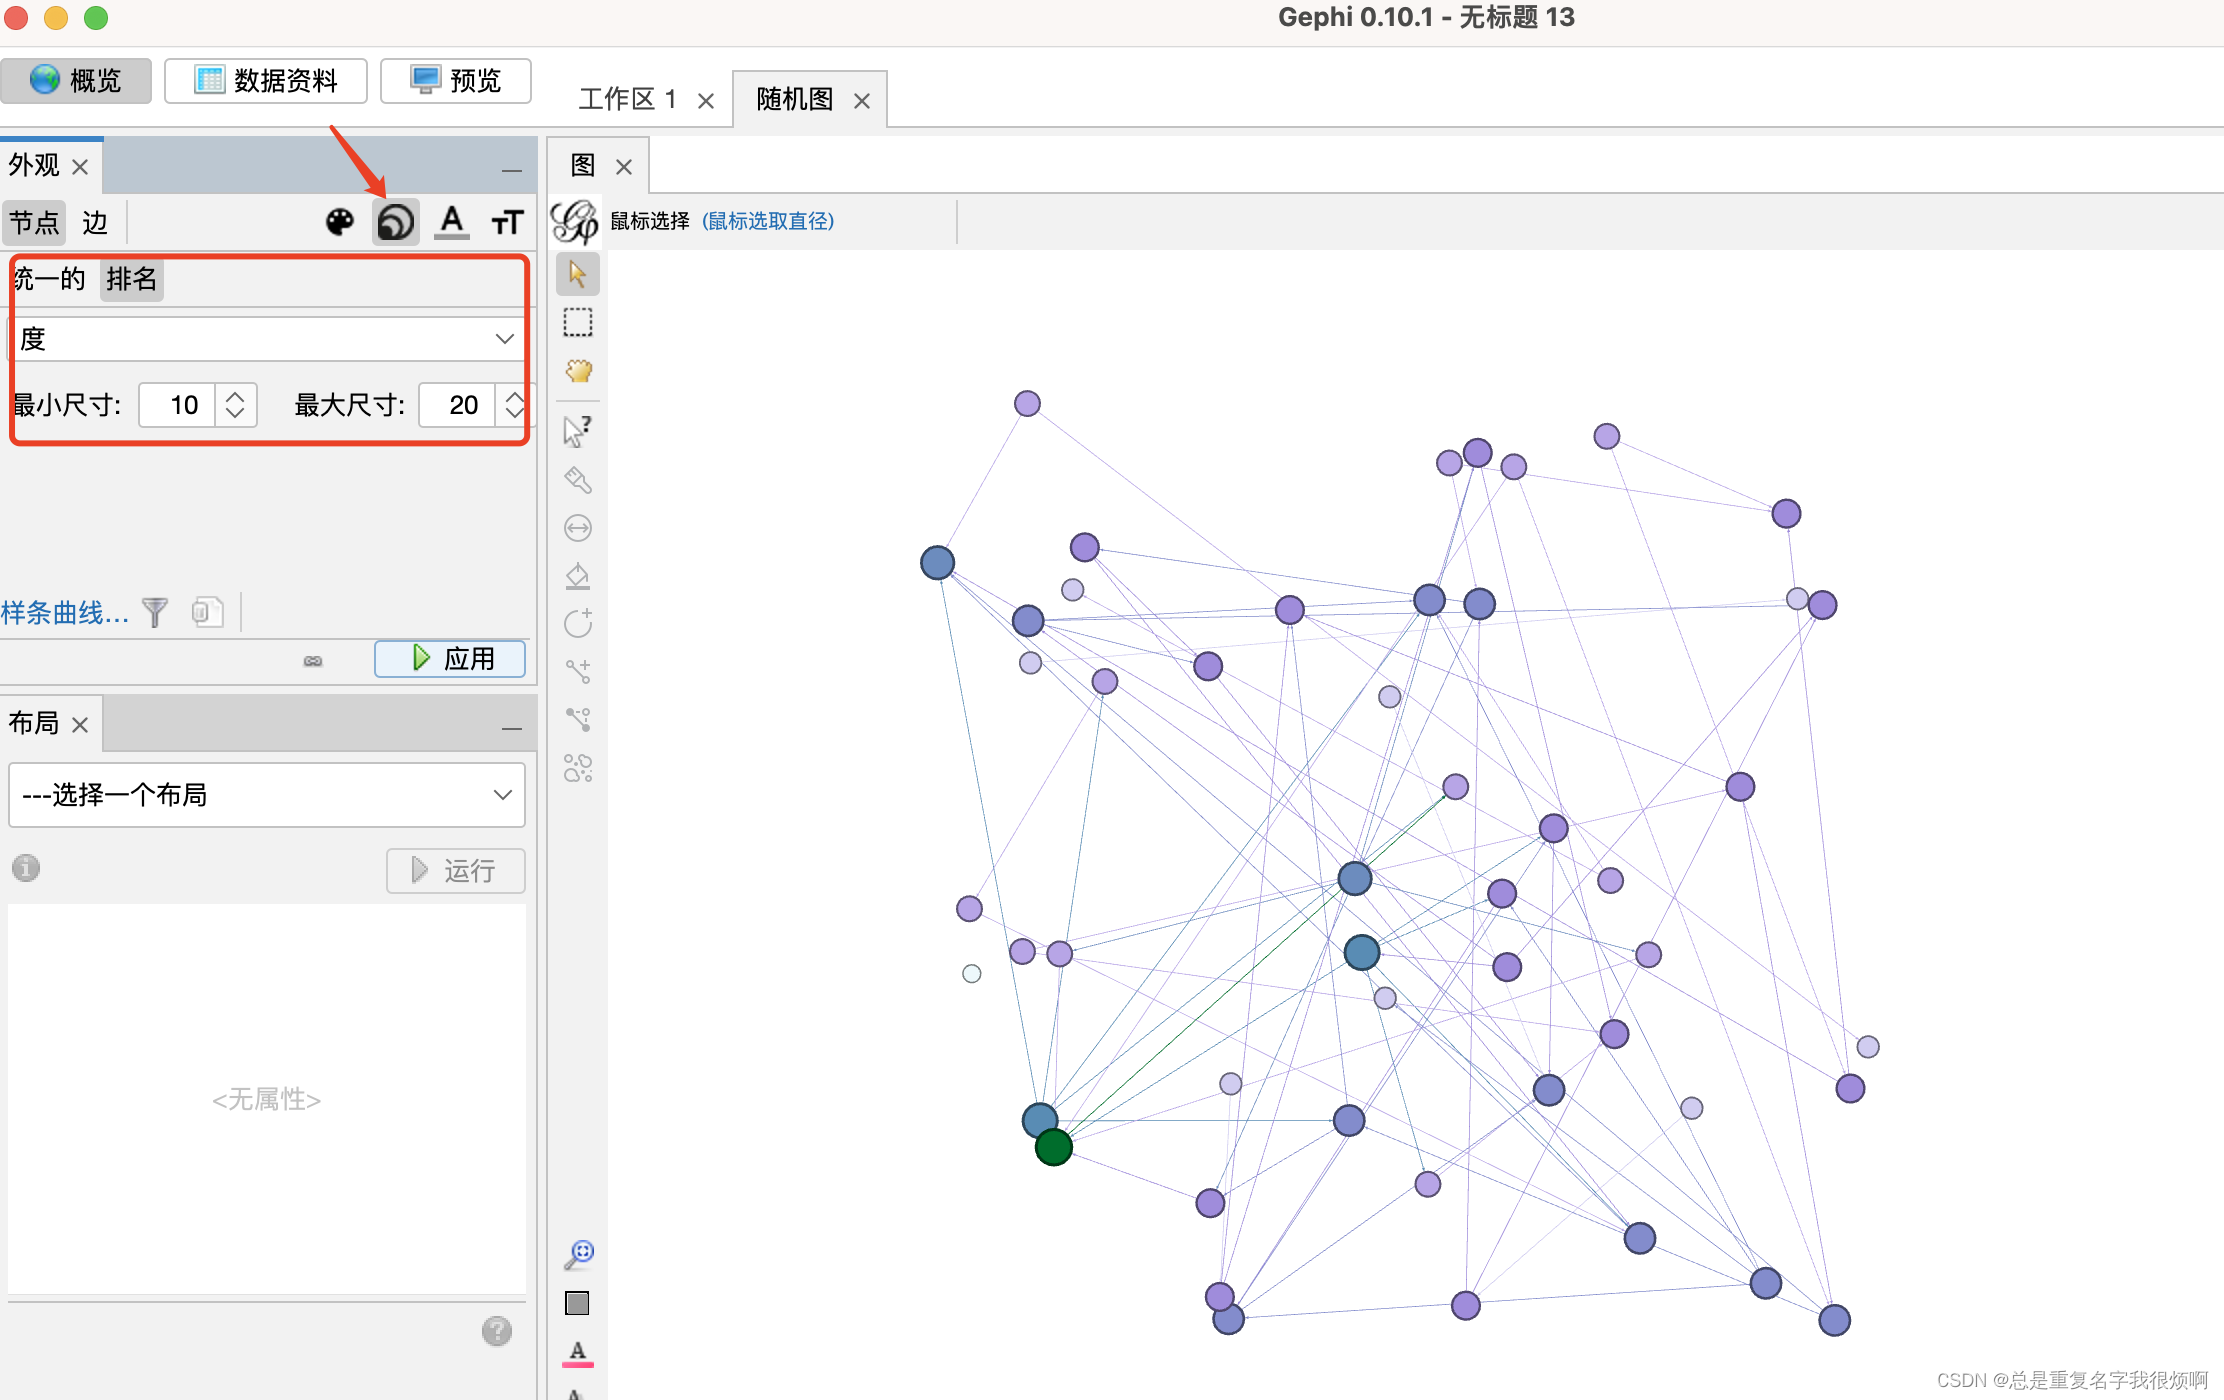 Gephi 0.10.1 - 无标题 13
概览 数据资料 预览
工作区 1 随机图
外观
图
节点 边 A TT
鼠标选择 (鼠标选取直径)
统一的 排名
度
最小尺寸: 10 最大尺寸: 20
样条曲线...
应用
布局
---选择一个布局
运行
<无属性>
A
CSDN @总是重复名字我很烦啊